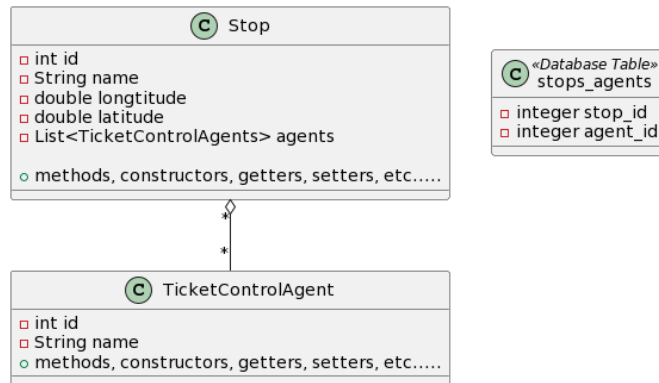 C Stop
int id
String name
double longtitude
double latitude
List<TicketControlAgents> agents
methods, constructors, getters, setters, etc.....
*
*
C TicketControlAgent
int id
String name
methods, constructors, getters, setters, etc.....
C «Database Table»
stops_agents
integer stop_id
integer agent_id